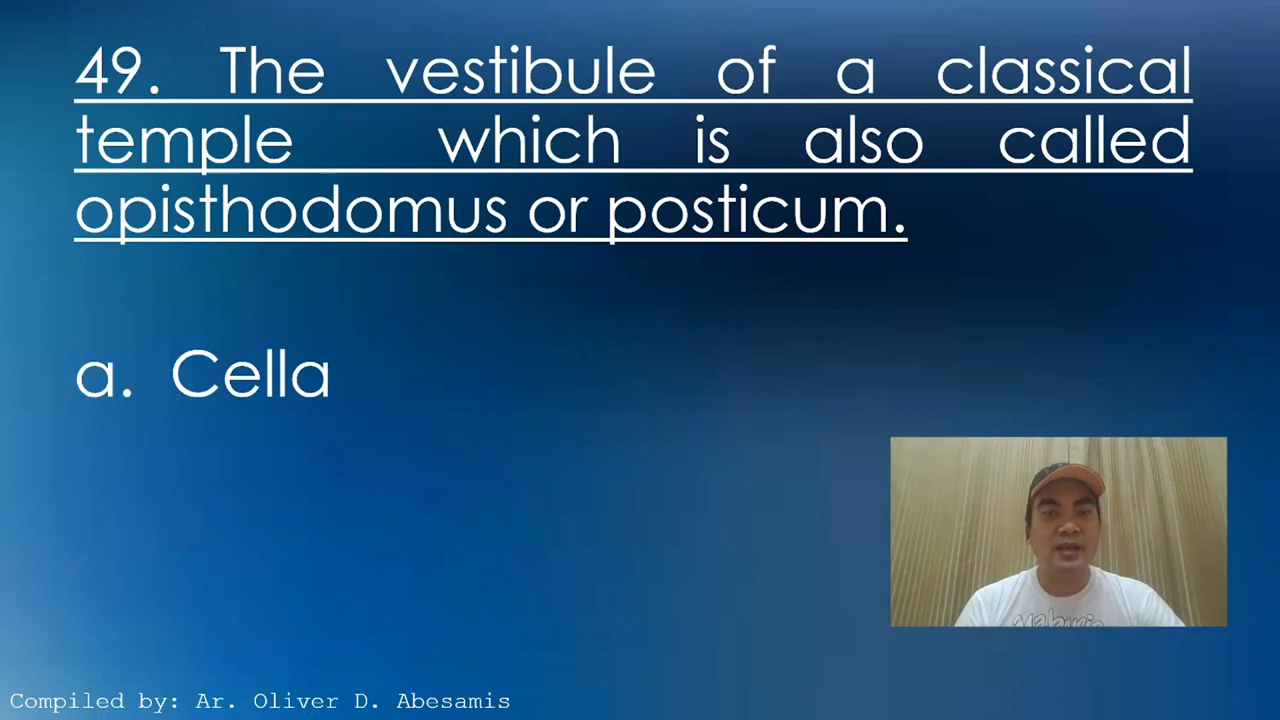 49. The vestibule of a classical
temple which is also called
opisthodomus or posticum.
a. Cella
Compiled by: Ar. Oliver D. Abesamis